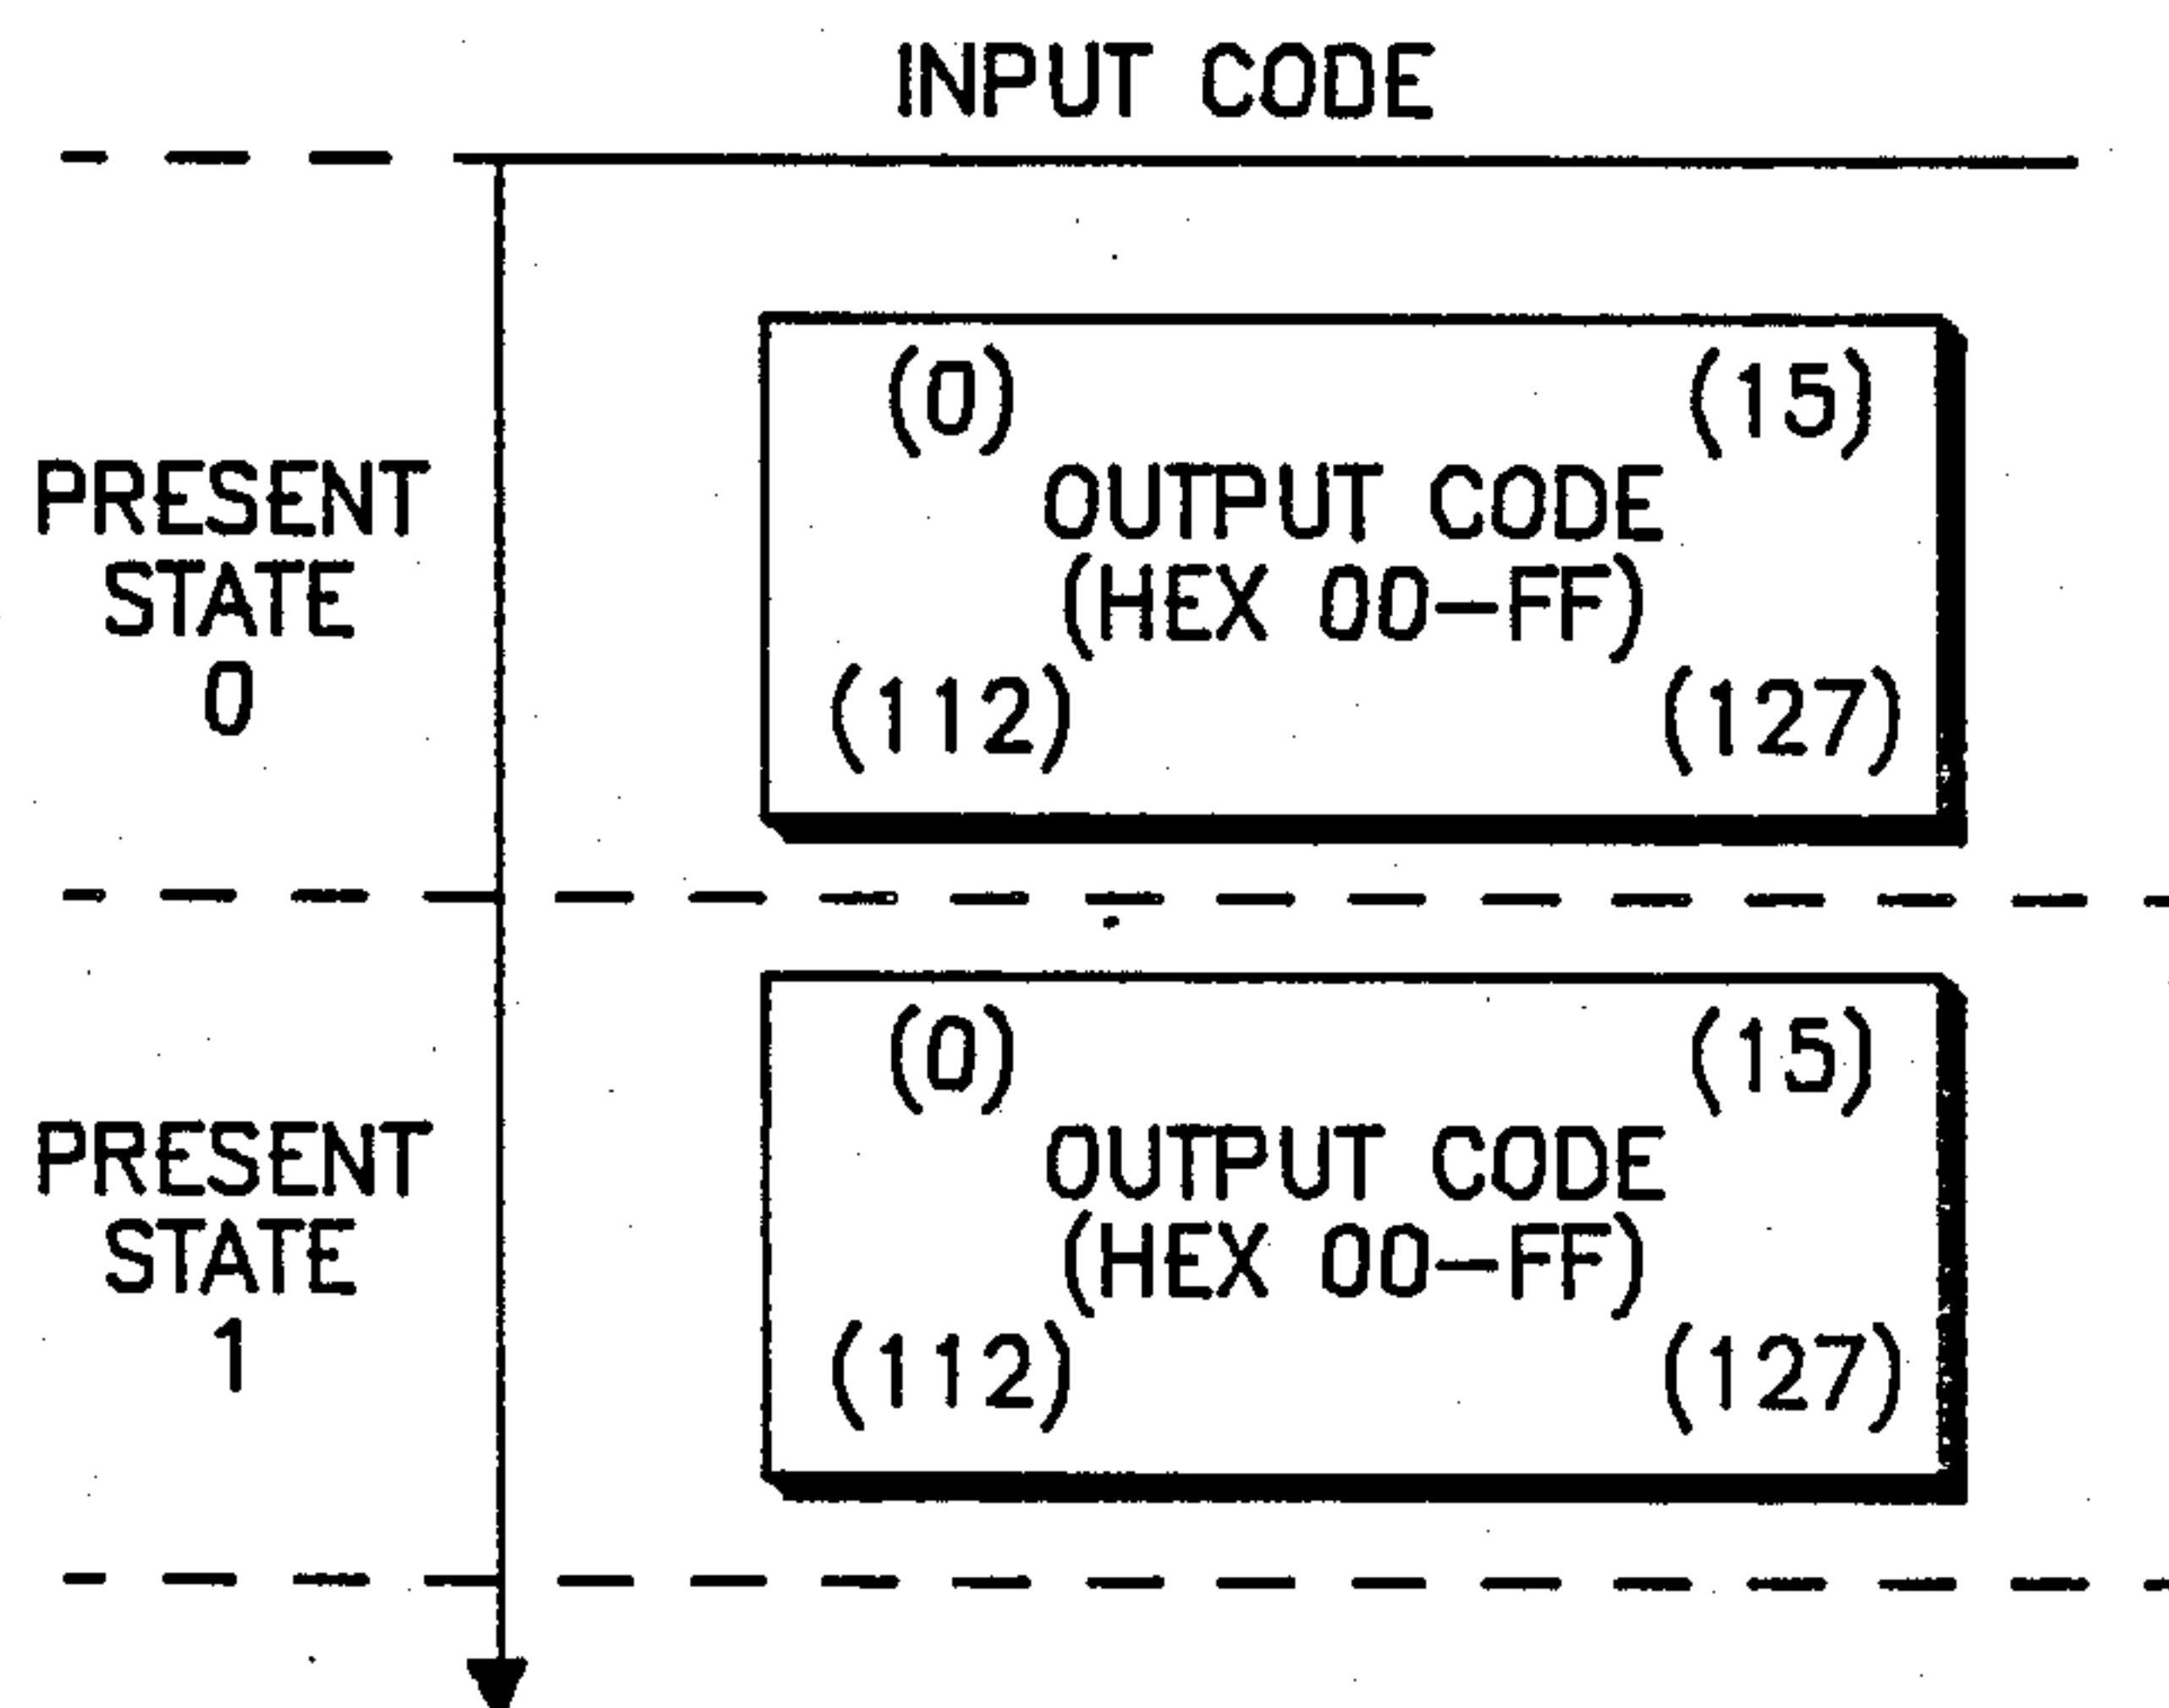 INPUT CODE
PRESENT
STATE
0
(0) (15)
OUTPUT CODE
(HEX 00-FF)
(112) (127)
PRESENT
STATE
1
(0) (15)
OUTPUT CODE
(HEX 00-FF)
(112) (127)